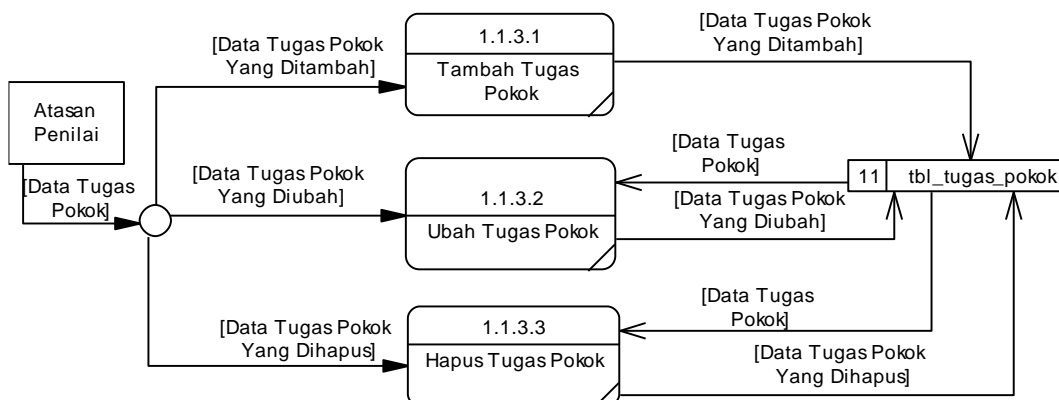 [Data Tugas Pokok
Yang Ditambah]
1.1.3.1
Tambah Tugas
Pokok
[Data Tugas Pokok
Yang Ditambah]
Atasan
Penilai
[Data Tugas
Pokok]
[Data Tugas Pokok
Yang Diubah]
1.1.3.2
Ubah Tugas Pokok
[Data Tugas
Pokok]
[Data Tugas Pokok
Yang Diubah]
11
tbl_tugas_pokok
[Data Tugas Pokok
Yang Dihapus]
1.1.3.3
Hapus Tugas Pokok
[Data Tugas
Pokok]
[Data Tugas Pokok
Yang Dihapus]